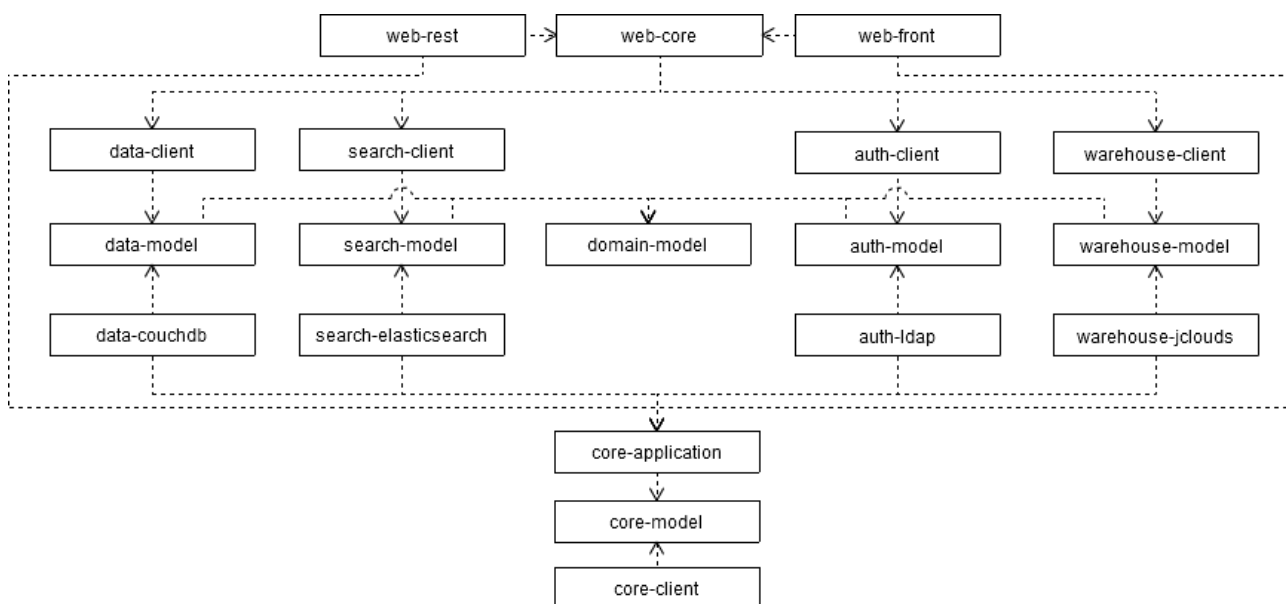 web-rest
web-core
web-front
data-client
search-client
auth-client
warehouse-client
data-model
search-model
domain-model
auth-model
warehouse-model
data-couchdb
search-elasticsearch
auth-ldap
warehouse-jclouds
core-application
core-model
core-client